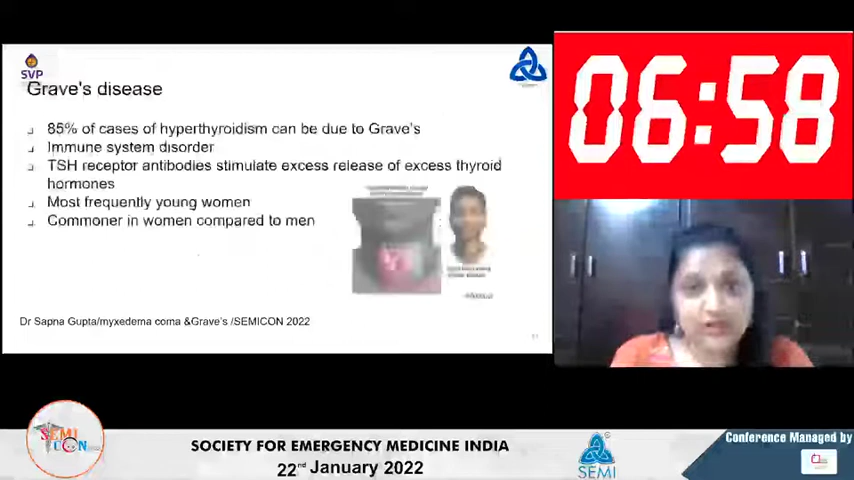 SVP
Grave's disease
85% of cases of hyperthyroidism can be due to Grave's
Immune system disorder
TSH receptor antibodies stimulate excess release of excess thyroid
hormones
Most frequently young women
Commoner in women compared to men
Dr Sapna Gupta/myxedema coma &Grave's /SEMICON 2022
06:58
SEMI
CON
SOCIETY FOR EMERGENCY MEDICINE INDIA
22nd January 2022
SEMI
Conference Managed by